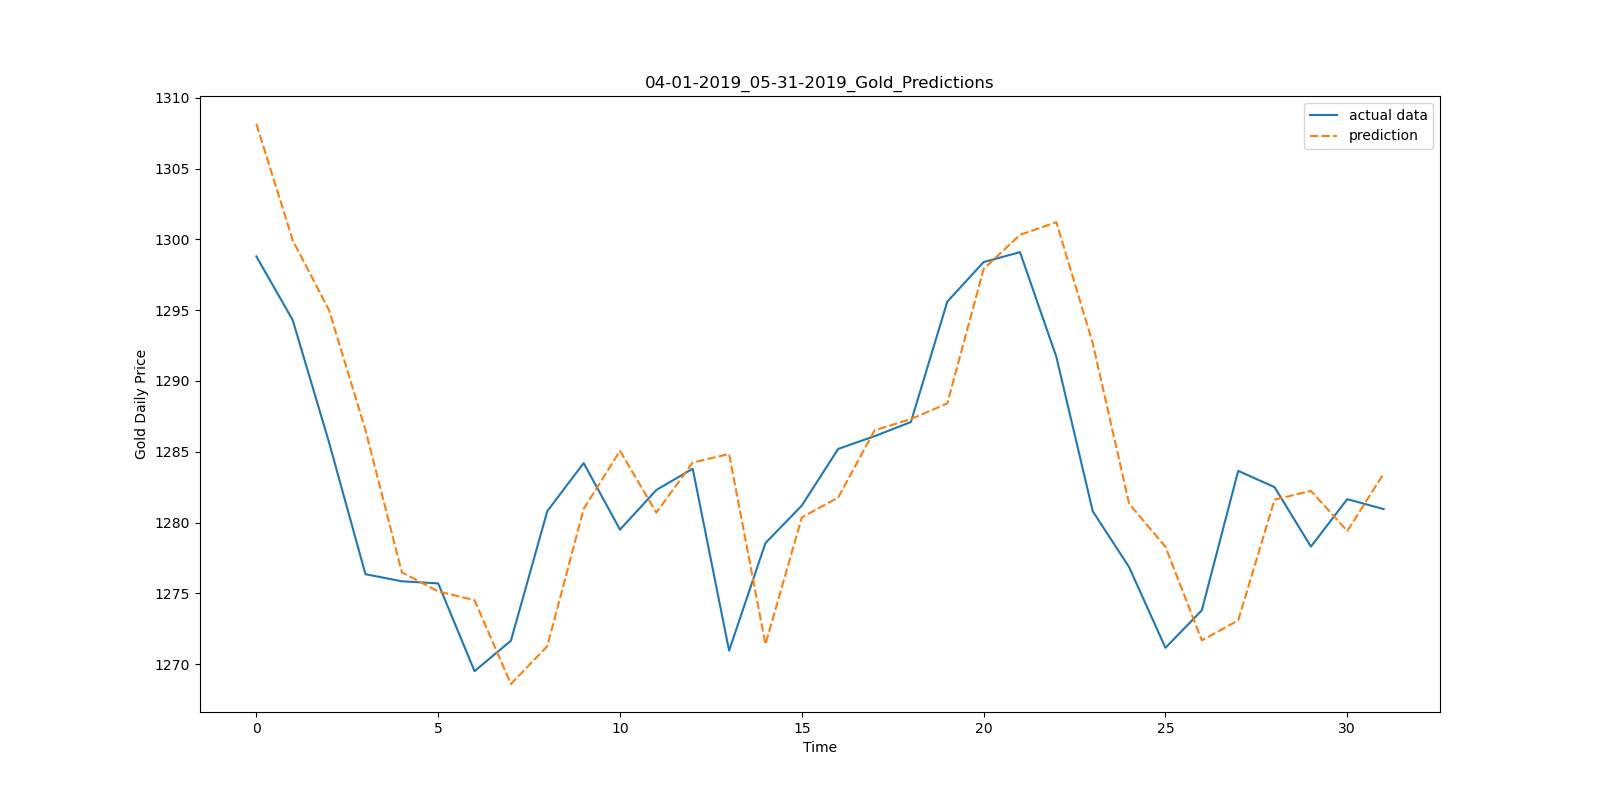 04-01-2019_05-31-2019_Gold_Predictions
actual data
prediction
Gold Daily Price
1310
1305
1300
1295
1290
1285
1280
1275
1270
0 5 10 15 20 25 30
Time